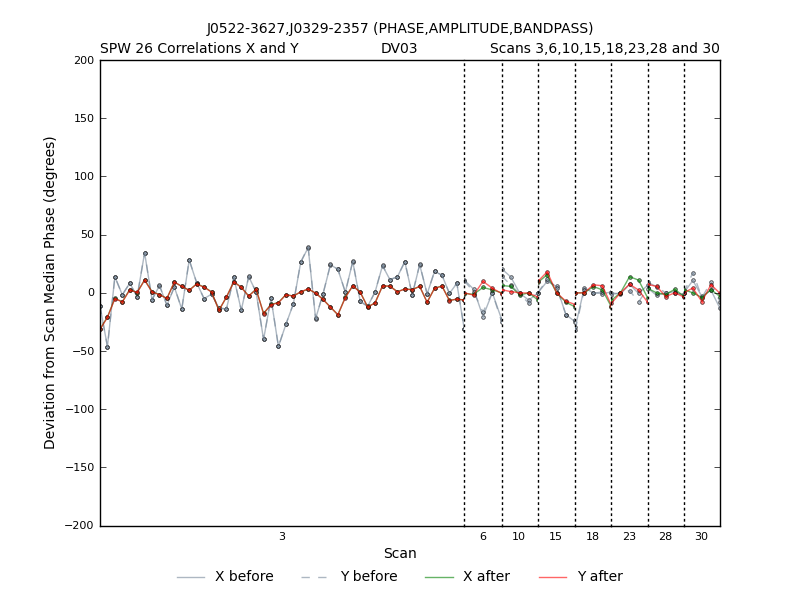 J0522-3627,J0329-2357 (PHASE,AMPLITUDE,BANDPASS)
SPW 26 Correlations X and Y DV03 Scans 3,6,10,15,18,23,28 and 30
200
150
100
50
0
−50
−100
−150
−200
Deviation from Scan Median Phase (degrees)
3 6 10 15 18 23 28 30
Scan
X before Y before X after Y after